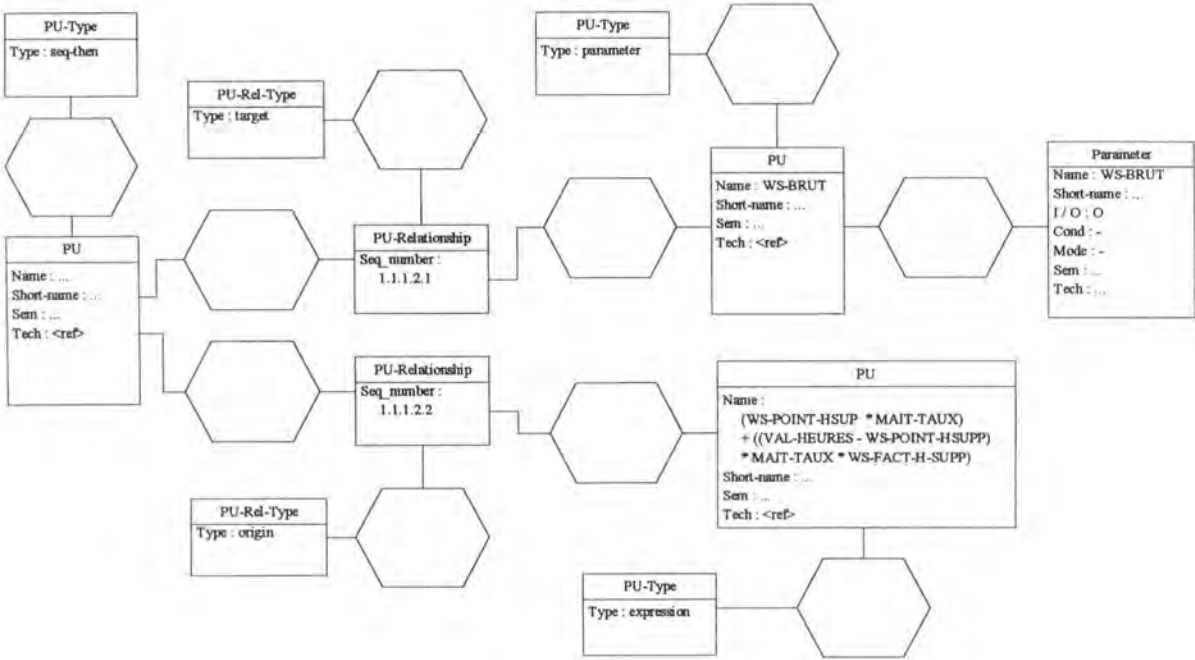 PU-Type
Type : seq-then
PU-Type
Type : parameter
PU-Rel-Type
Type : target
PU
Name : WS-BRUT
Short-name : ...
Sem : ...
Tech : <ref>
Parameter
Name : WS-BRUT
Short-name : ...
I / O : O
Cond : -
Mode : -
Sem : ...
Tech : ...
PU
Name : ...
Short-name : ...
Sem : ...
Tech : <ref>
PU-Relationship
Seq_number :
1.1.1.2.1
PU-Relationship
Seq_number :
1.1.1.2.2
PU
Name :
(WS-POINT-HSUP * MAIT-TAUX)
+ ((VAL-HEURES - WS-POINT-HSUPP)
* MAIT-TAUX * WS-FACT-H-SUPP)
Short-name : ...
Sem : ...
Tech : <ref>
PU-Rel-Type
Type : origin
PU-Type
Type : expression